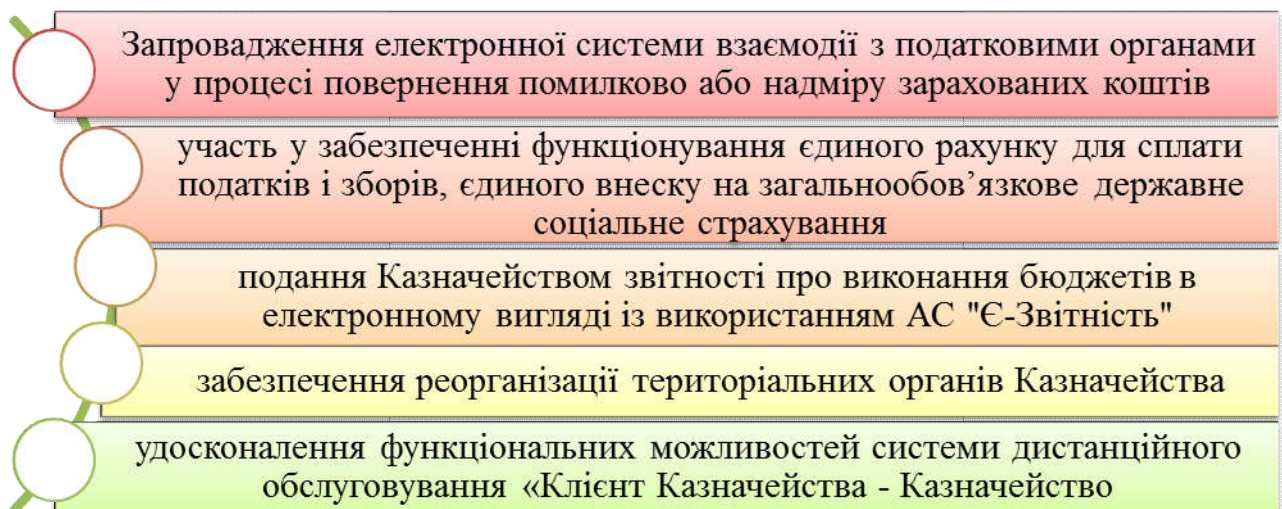 Запровадження електронної системи взаємодії з податковими органами
у процесі повернення помилково або надміру зарахованих коштів
участь у забезпеченні функціонування єдиного рахунку для сплати
податків і зборів, єдиного внеску на загальнообов’язкове державне
соціальне страхування
подання Казначейством звітності про виконання бюджетів в
електронному вигляді із використанням АС "Є-Звітність"
забезпечення реорганізації територіальних органів Казначейства
удосконалення функціональних можливостей системи дистанційного
обслуговування «Клієнт Казначейства - Казначейство